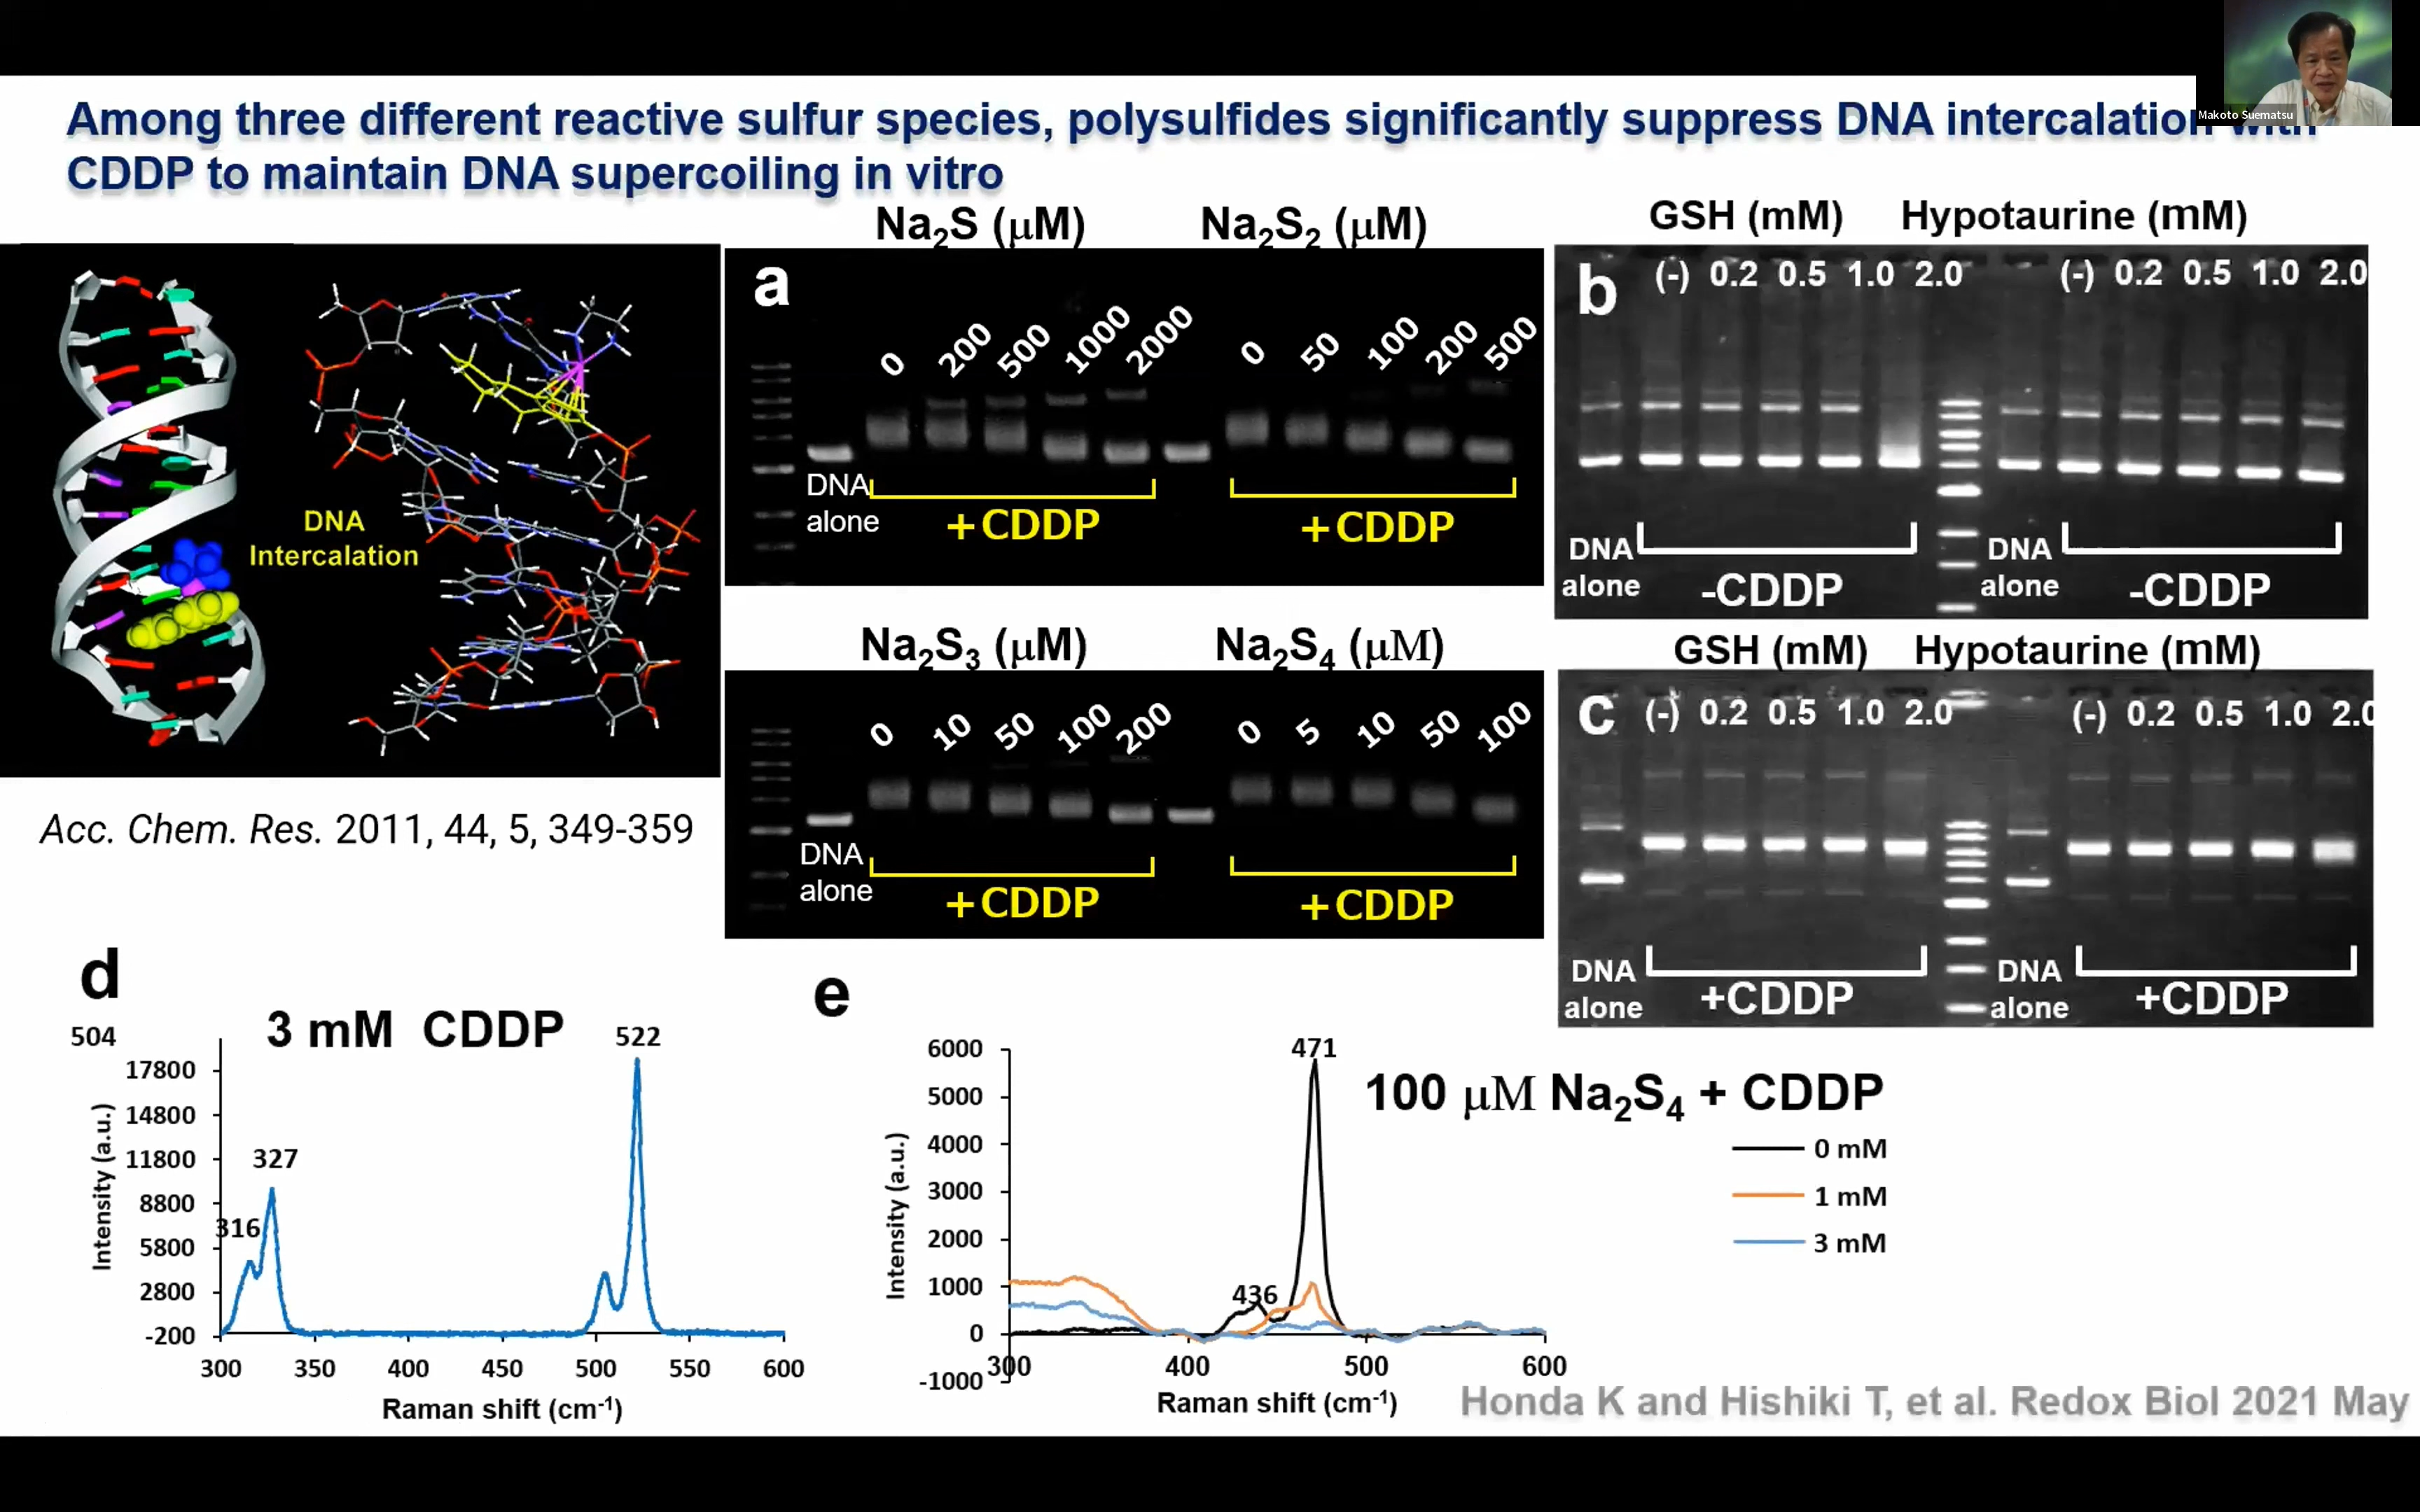 Makoto Suematsu
Among three different reactive sulfur species, polysulfides significantly suppress DNA intercalation with
CDDP to maintain DNA supercoiling in vitro
DNA
Intercalation
Acc. Chem. Res. 2011, 44, 5, 349-359
a
Na2S (μM) Na2S2 (μM)
0 200 500 1000 2000 0 50 100 200 500
DNA
alone
+CDDP +CDDP
Na2S3 (μM) Na2S4 (μM)
0 10 50 100 200 0 5 10 50 100
DNA
alone
+CDDP +CDDP
GSH (mM) Hypotaurine (mM)
b
(-) 0.2 0.5 1.0 2.0 (-) 0.2 0.5 1.0 2.0
DNA DNA
alone alone
-CDDP -CDDP
GSH (mM) Hypotaurine (mM)
c
(-) 0.2 0.5 1.0 2.0 (-) 0.2 0.5 1.0 2.0
DNA DNA
alone alone
+CDDP +CDDP
d
3 mM CDDP
504
522
327
316
17800
14800
11800
8800
5800
2800
-200
Intensity (a.u.)
300 350 400 450 500 550 600
Raman shift (cm-1)
e
100 μM Na2S4 + CDDP
471
436
6000
5000
4000
3000
2000
1000
0
-1000
Intensity (a.u.)
300 400 500 600
Raman shift (cm-1)
0 mM
1 mM
3 mM
Honda K and Hishiki T, et al. Redox Biol 2021 May